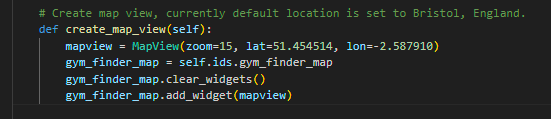 # Create map view, currently default location is set to Bristol, England.
def create_map_view(self):
    mapview = MapView(zoom=15, lat=51.454514, lon=-2.587910)
    gym_finder_map = self.ids.gym_finder_map
    gym_finder_map.clear_widgets()
    gym_finder_map.add_widget(mapview)